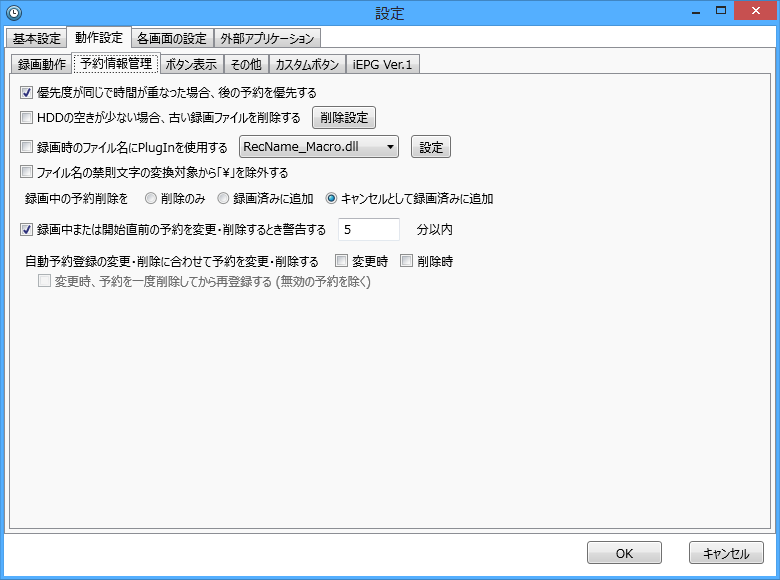 設定
基本設定 動作設定 各画面の設定 外部アプリケーション
録画動作 予約情報管理 ボタン表示 その他 カスタムボタン iEPG Ver.1
優先度が同じで時間が重なった場合、後の予約を優先する
HDDの空きが少ない場合、古い録画ファイルを削除する 削除設定
録画時のファイル名にPlugInを使用する RecName_Macro.dll 設定
ファイル名の禁則文字の変換対象から「¥」を除外する
録画中の予約削除を 削除のみ 録画済みに追加 キャンセルとして録画済みに追加
録画中または開始直前の予約を変更・削除するとき警告する 5 分以内
自動予約登録の変更・削除に合わせて予約を変更・削除する 変更時 削除時
変更時、予約を一度削除してから再登録する (無効の予約を除く)
OK キャンセル